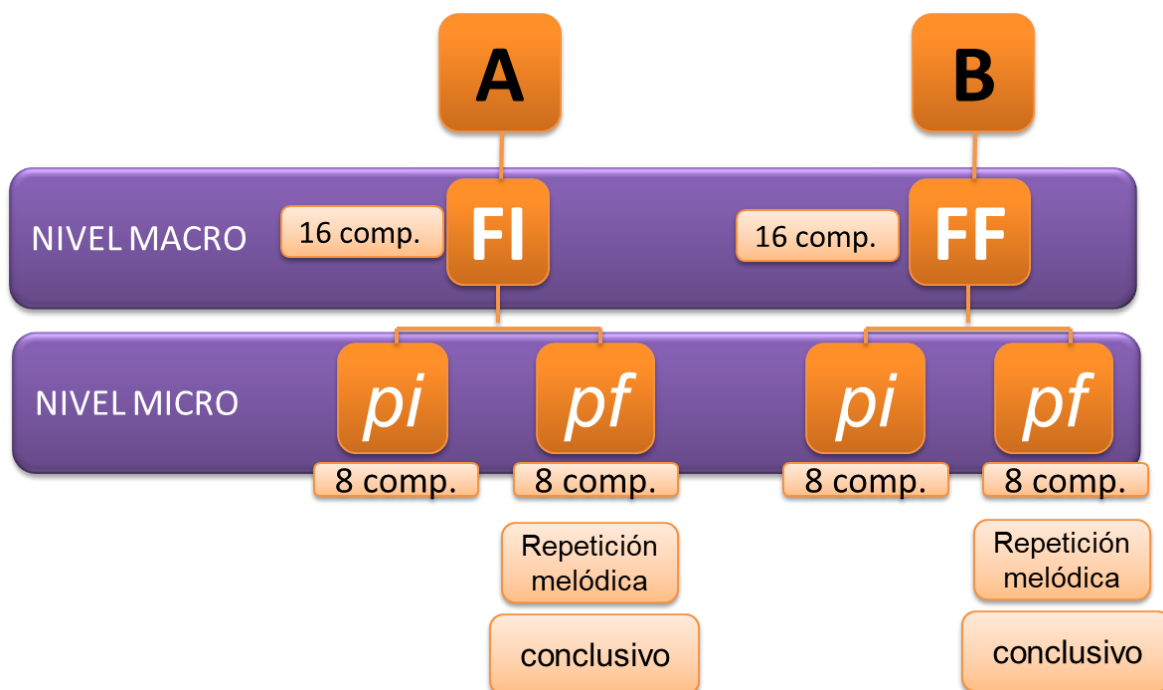 A
B
NIVEL MACRO
16 comp.
FI
16 comp.
FF
NIVEL MICRO
pi
pf
pi
pf
8 comp.
8 comp.
8 comp.
8 comp.
Repetición
melódica
Repetición
melódica
conclusivo
conclusivo